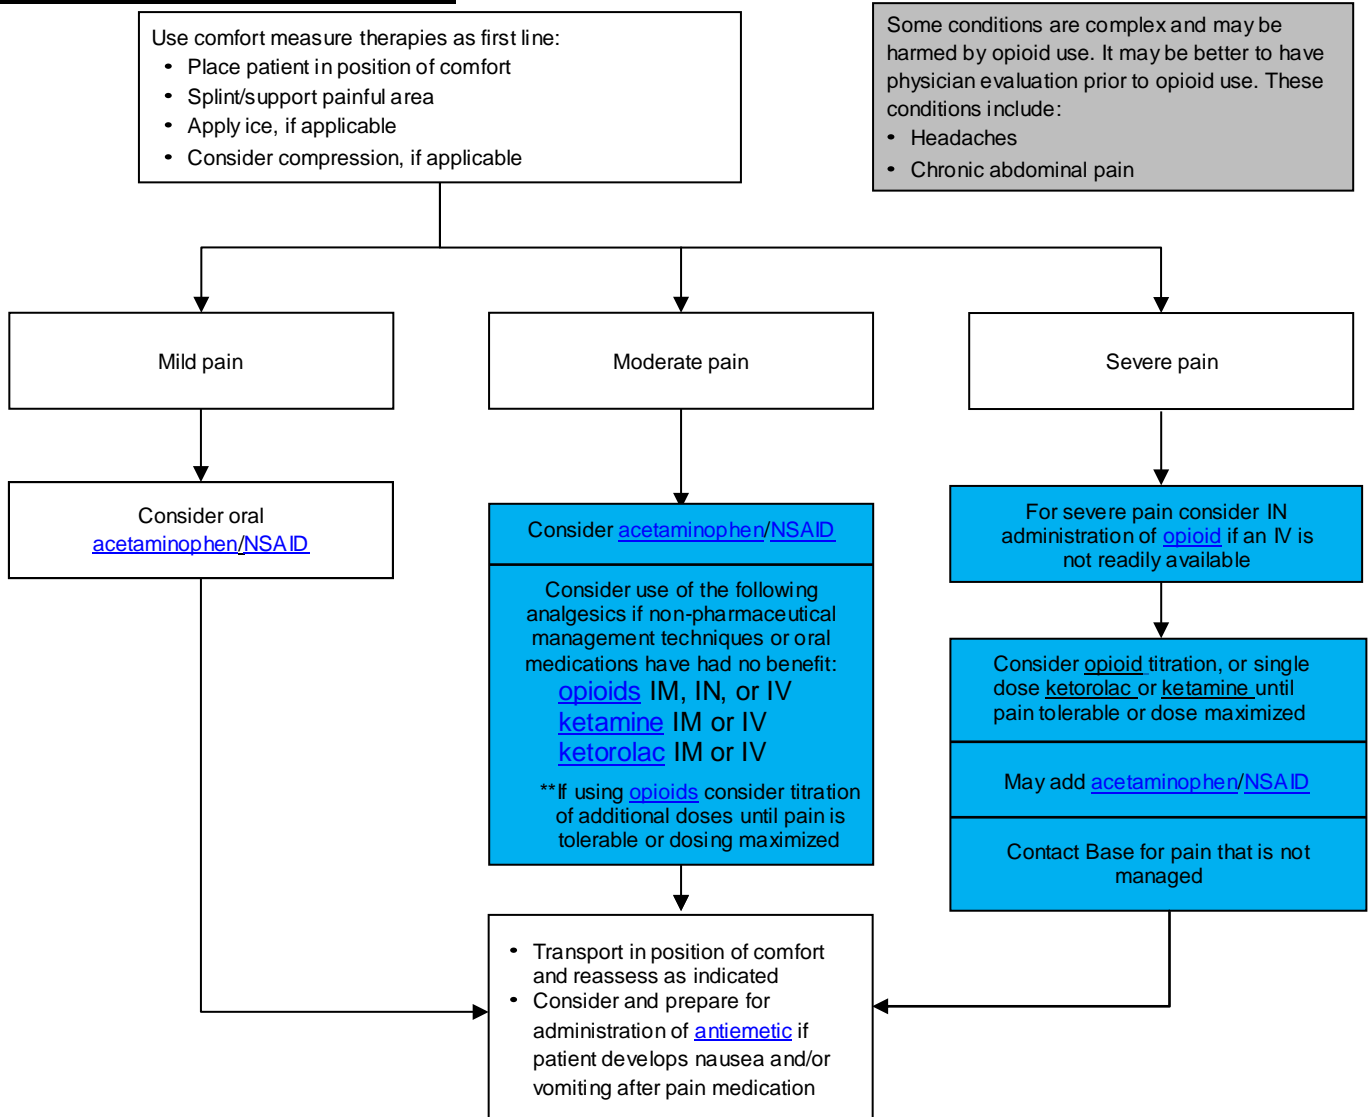 Use comfort measure therapies as first line:
• Place patient in position of comfort
• Splint/support painful area
• Apply ice, if applicable
• Consider compression, if applicable
Some conditions are complex and may be
harmed by opioid use. It may be better to have
physician evaluation prior to opioid use. These
conditions include:
• Headaches
• Chronic abdominal pain
Mild pain
Moderate pain
Severe pain
Consider oral
acetaminophen/NSAID
Consider acetaminophen/NSAID
Consider use of the following
analgesics if non-pharmaceutical
management techniques or oral
medications have had no benefit:
opioids IM, IN, or IV
ketamine IM or IV
ketorolac IM or IV
**If using opioids consider titration
of additional doses until pain is
tolerable or dosing maximized
For severe pain consider IN
administration of opioid if an IV is
not readily available
Consider opioid titration, or single
dose ketorolac or ketamine until
pain tolerable or dose maximized
May add acetaminophen/NSAID
Contact Base for pain that is not
managed
• Transport in position of comfort
and reassess as indicated
• Consider and prepare for
administration of antiemetic if
patient develops nausea and/or
vomiting after pain medication